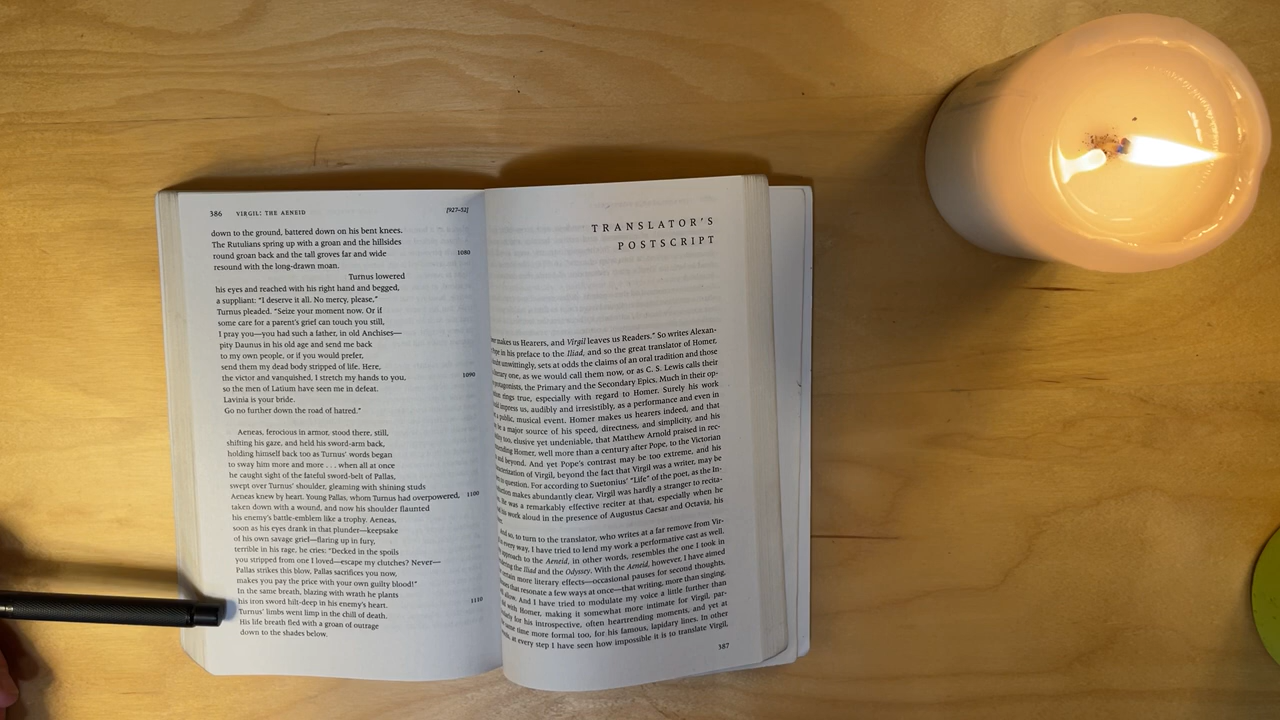 386 VIRGIL: THE AENEID [927–52]
down to the ground, battered down on his bent knees.
The Rutulians spring up with a groan and the hillsides
round groan back and the tall groves far and wide 1080
resound with the long-drawn moan.
Turnus lowered
his eyes and reached with his right hand and begged,
a suppliant: “I deserve it all. No mercy, please,”
Turnus pleaded. “Seize your moment now. Or if
some care for a parent’s grief can touch you still,
I pray you—you had such a father, in old Anchises—
pity Daunus in his old age and send me back
to my own people, or if you would prefer,
send them my dead body stripped of life. Here,
the victor and vanquished, I stretch my hands to you, 1090
so the men of Latium have seen me in defeat.
Lavinia is your bride.
Go no further down the road of hatred.”
Aeneas, ferocious in armor, stood there, still,
shifting his gaze, and held his sword-arm back,
holding himself back too as Turnus’ words began
to sway him more and more . . . when all at once
he caught sight of the fateful sword-belt of Pallas,
swept over Turnus’ shoulder, gleaming with shining studs
Aeneas knew by heart. Young Pallas, whom Turnus had overpowered, 1100
taken down with a wound, and now his shoulder flaunted
his enemy’s battle-emblem like a trophy. Aeneas,
soon as his eyes drank in that plunder—keepsake
of his own savage grief—flaring up in fury,
terrible in his rage, he cries: “Decked in the spoils
you stripped from one I loved—escape my clutches? Never—
Pallas strikes this blow, Pallas sacrifices you now,
makes you pay the price with your own guilty blood!”
In the same breath, blazing with wrath he plants
his iron sword hilt-deep in his enemy’s heart. 1110
Turnus’ limbs went limp in the chill of death.
His life breath fled with a groan of outrage
down to the shades below.
TRANSLATOR’S
POSTSCRIPT
makes us Hearers, and Virgil leaves us Readers.” So writes Alexan-
in his preface to the Iliad, and so the great translator of Homer,
unwittingly, sets at odds the claims of an oral tradition and those
one, as we would call them now, or as C. S. Lewis calls their
the Primary and the Secondary Epics. Much in their op-
rings true, especially with regard to Homer. Surely his work
impress us, audibly and irresistibly, as a performance and even in
a public, musical event. Homer makes us hearers indeed, and that
be a major source of his speed, directness, and simplicity, and his
too, elusive yet undeniable, that Matthew Arnold praised in rec-
Homer, well more than a century after Pope, to the Victorian
and beyond. And yet Pope’s contrast may be too extreme, and his
of Virgil, beyond the fact that Virgil was a writer, may be
question. For according to Suetonius’ “Life” of the poet, as the In-
makes abundantly clear, Virgil was hardly a stranger to recita-
He was a remarkably effective reciter at that, especially when he
his work aloud in the presence of Augustus Caesar and Octavia, his
so, to turn to the translator, who writes at a far remove from Vir-
every way, I have tried to lend my work a performative cast as well.
approach to the Aeneid, in other words, resembles the one I took in
the Iliad and the Odyssey. With the Aeneid, however, I have aimed
more literary effects—occasional pauses for second thoughts,
that resonate a few ways at once—that writing, more than singing,
allow. And I have tried to modulate my voice a little further than
with Homer, making it somewhat more intimate for Virgil, par-
for his introspective, often heartrending moments, and yet at
same time more formal too, for his famous, lapidary lines. In other
at every step I have seen how impossible it is to translate Virgil,
387